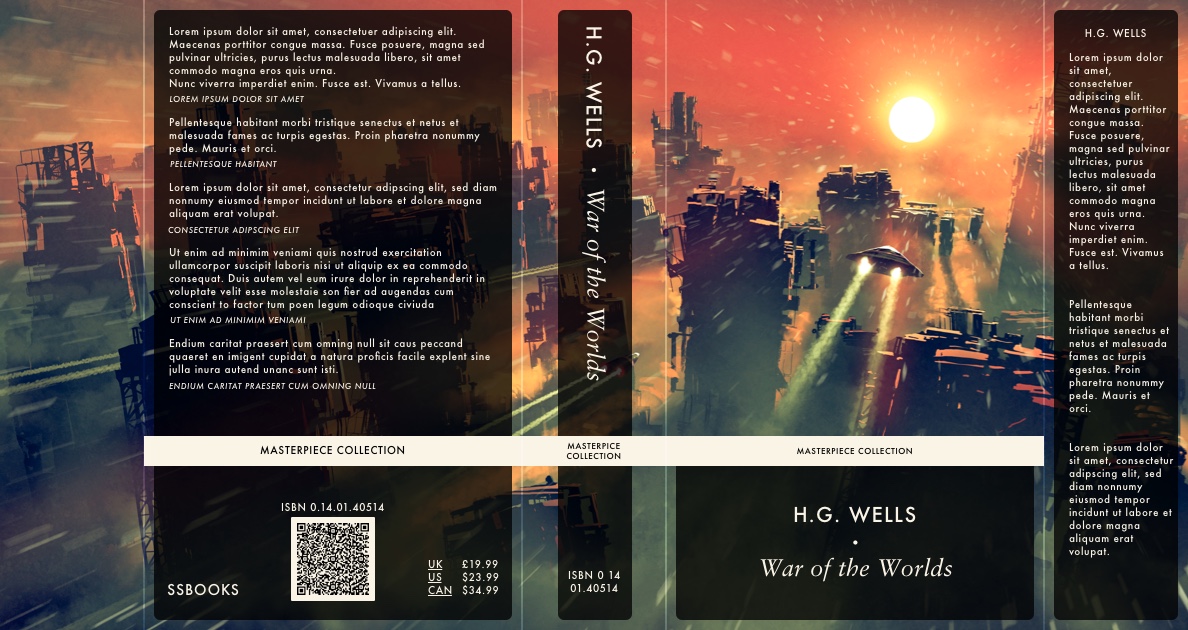 Lorem ipsum dolor sit amet, consectetuer adipiscing elit.
Maecenas porttitor congue massa. Fusce posuere, magna sed
pulvinar ultricies, purus lectus malesuada libero, sit amet
commodo magna eros quis urna.
Nunc viverra imperdiet enim. Fusce est. Vivamus a tellus.
LOREM IPSUM DOLOR SIT AMET
Pellentesque habitant morbi tristique senectus et netus et
malesuada fames ac turpis egestas. Proin pharetra nonummy
pede. Mauris et orci.
PELLENTESQUE HABITANT
Lorem ipsum dolor sit amet, consectetur adipscing elit, sed diam
nonnumy eiusmod tempor incidunt ut labore et dolore magna
aliquam erat volupat.
CONSECTETUR ADIPSCING ELIT
Ut enim ad minimim veniami quis nostrud exercitation
ullamcorpor suscipit laboris nisi ut aliquip ex ea commodo
consequat. Duis autem vel eum irure dolor in reprehenderit in
voluptate velit esse molestaie son fier ad augendas cum
conscient to factor tum poen legum odioque civiuda
UT ENIM AD MINIMIM VENIAMI
Endium caritat praesert cum omning null sit caus peccand
quaeret en imigent cupidat a natura proficis facile explent sine
julla inura autend unanc sunt isti.
ENDIUM CARITAT PRAESERT CUM OMNING NULL
MASTERPIECE COLLECTION
ISBN 0.14.01.40514
SSBOOKS
UK £19.99
US $23.99
CAN $34.99
H.G. WELLS • War of the Worlds
MASTERPICE
COLLECTION
ISBN 0 14
01.40514
MASTERPIECE COLLECTION
H.G. WELLS
•
War of the Worlds
H.G. WELLS
Lorem ipsum dolor
sit amet,
consectetuer
adipiscing elit.
Maecenas porttitor
congue massa.
Fusce posuere,
magna sed pulvinar
ultricies, purus
lectus malesuada
libero, sit amet
commodo magna
eros quis urna.
Nunc viverra
imperdiet enim.
Fusce est. Vivamus
a tellus.
Pellentesque
habitant morbi
tristique senectus et
netus et malesuada
fames ac turpis
egestas. Proin
pharetra nonummy
pede. Mauris et
orci.
Lorem ipsum dolor
sit amet, consectetur
adipscing elit, sed
diam nonnumy
eiusmod tempor
incidunt ut labore et
dolore magna
aliquam erat
volupat.